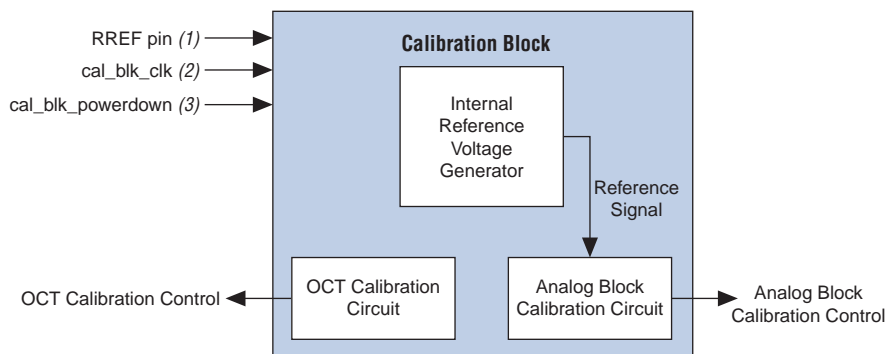 RREF pin (1)
cal_blk_clk (2)
cal_blk_powerdown (3)
Calibration Block
Internal
Reference
Voltage
Generator
Reference
Signal
OCT Calibration Control
OCT Calibration
Circuit
Analog Block
Calibration Circuit
Analog Block
Calibration Control